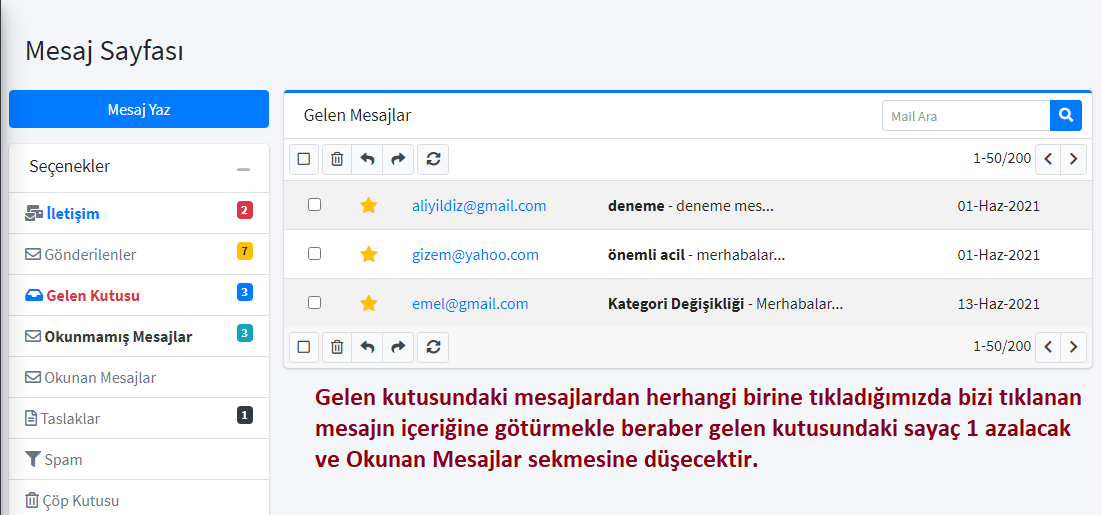 Mesaj Sayfası
Mesaj Yaz
Seçenekler
İletişim 2
Gönderilenler 7
Gelen Kutusu 3
Okunmamış Mesajlar 3
Okunan Mesajlar
Taslaklar 1
Spam
Çöp Kutusu
Gelen Mesajlar
Mail Ara
1-50/200
aliyildiz@gmail.com deneme - deneme mes... 01-Haz-2021
gizem@yahoo.com önemli acil - merhabalar... 01-Haz-2021
emel@gmail.com Kategori Değişikliği - Merhabalar... 13-Haz-2021
1-50/200
Gelen kutusundaki mesajlardan herhangi birine tıkladığımızda bizi tıklanan
mesajın içeriğine götürmekle beraber gelen kutusundaki sayaç 1 azalacak
ve Okunan Mesajlar sekmesine düşecektir.